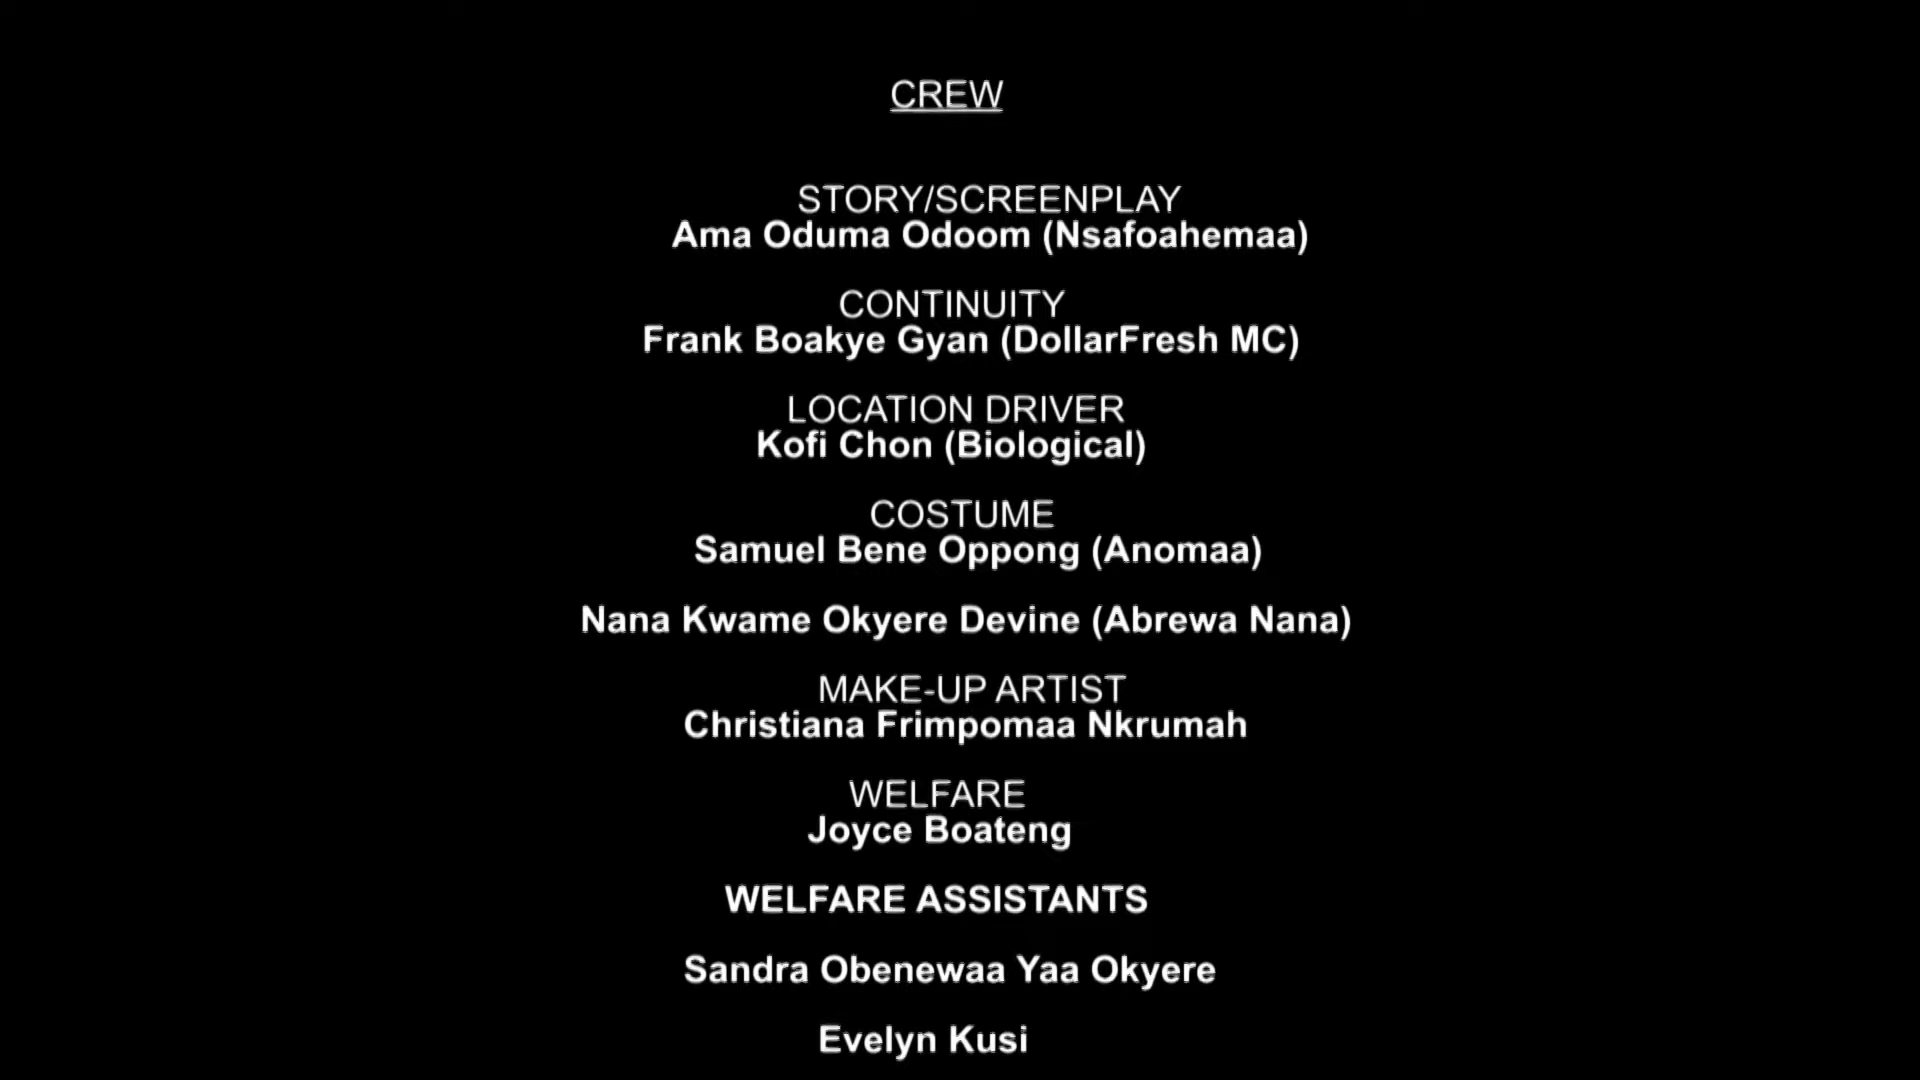 CREW
STORY/SCREENPLAY
Ama Oduma Odoom (Nsafoahemaa)
CONTINUITY
Frank Boakye Gyan (DollarFresh MC)
LOCATION DRIVER
Kofi Chon (Biological)
COSTUME
Samuel Bene Oppong (Anomaa)
Nana Kwame Okyere Devine (Abrewa Nana)
MAKE-UP ARTIST
Christiana Frimpomaa Nkrumah
WELFARE
Joyce Boateng
WELFARE ASSISTANTS
Sandra Obenewaa Yaa Okyere
Evelyn Kusi